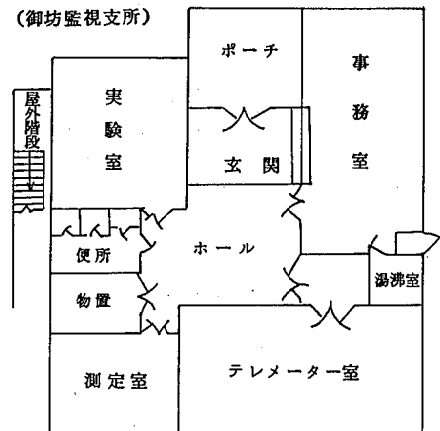 (御坊監視支所)
ポーチ
事務室
実験室
屋外階段
玄関
ホール
便所
湯沸室
物置
測定室
テレメーター室